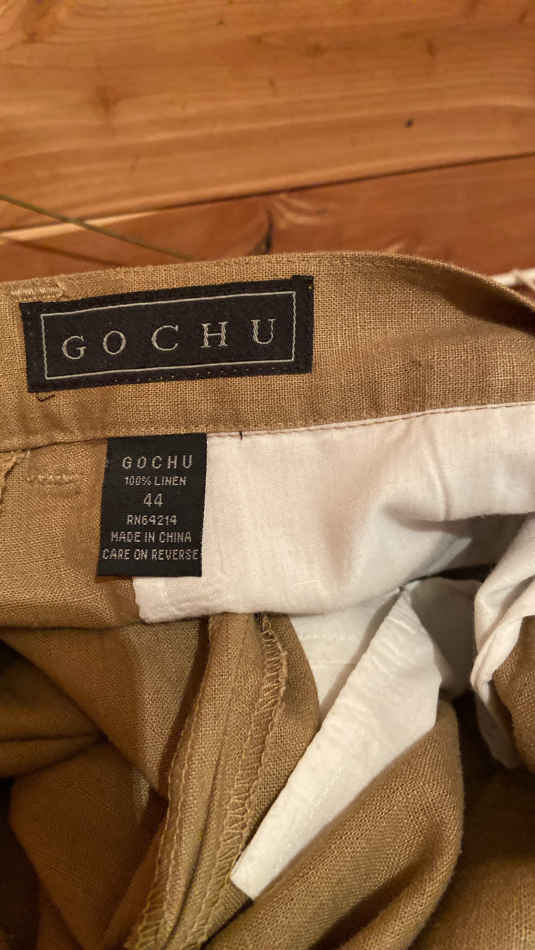 GOCHU
GOCHU
100% LINEN
44
RN64214
MADE IN CHINA
CARE ON REVERSE